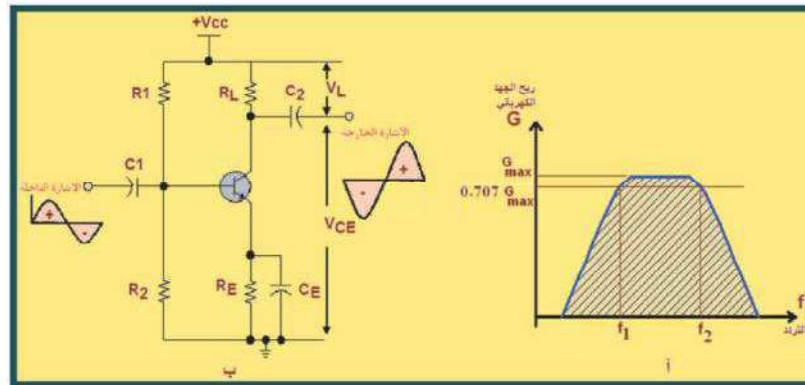 +Vcc
R1
RL
C2
VL
الاشارة الخارجة
C1
الاشارة الداخلة
+
-
-
+
VCE
R2
RE
CE
ب
ربح الجهد
الكهربائي
G
G max
0.707 G max
f1
f2
f
التردد
أ